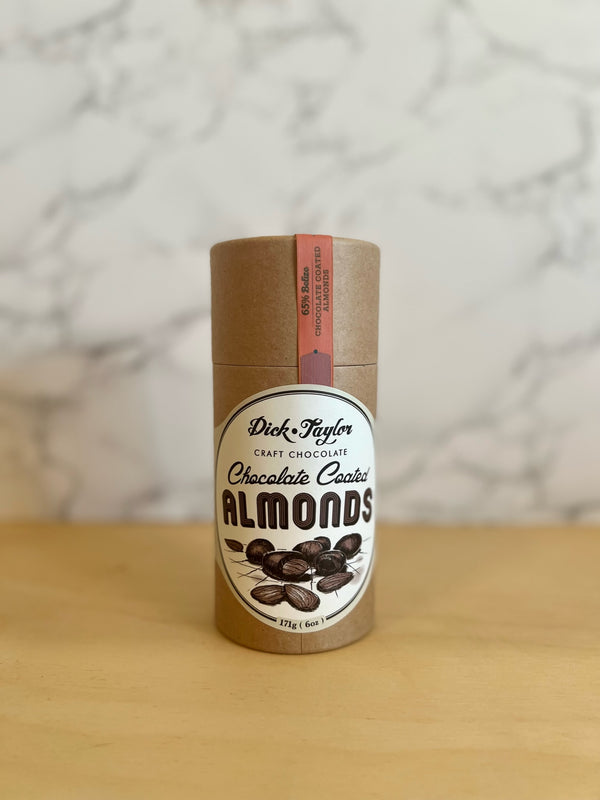 65% Belize
CHOCOLATE COATED
ALMONDS
Dick • Taylor
CRAFT CHOCOLATE
Chocolate Coated
ALMONDS
171g ( 6oz )